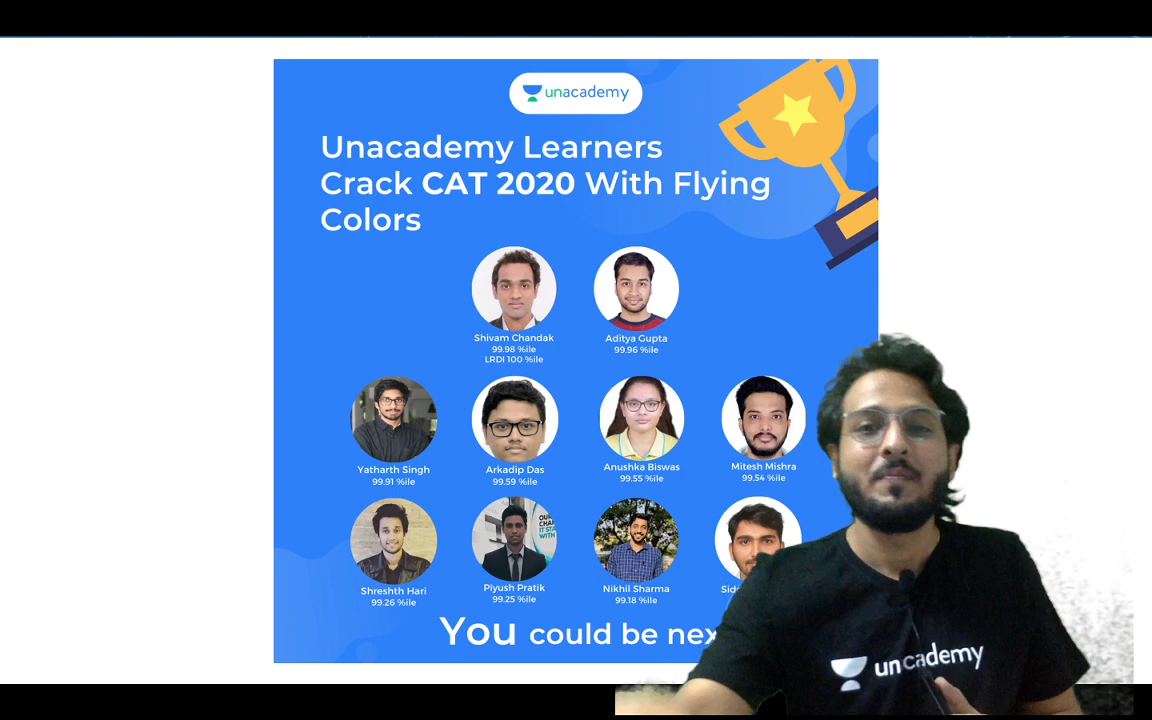 unacademy
Unacademy Learners
Crack CAT 2020 With Flying
Colors
Shivam Chandak
99.98 %ile
LRDI 100 %ile
Aditya Gupta
99.96 %ile
Yatharth Singh
99.91 %ile
Arkadip Das
99.59 %ile
Anushka Biswas
99.55 %ile
Mitesh Mishra
99.54 %ile
Shreshth Hari
99.26 %ile
Piyush Pratik
99.25 %ile
Nikhil Sharma
99.18 %ile
You could be
unacademy